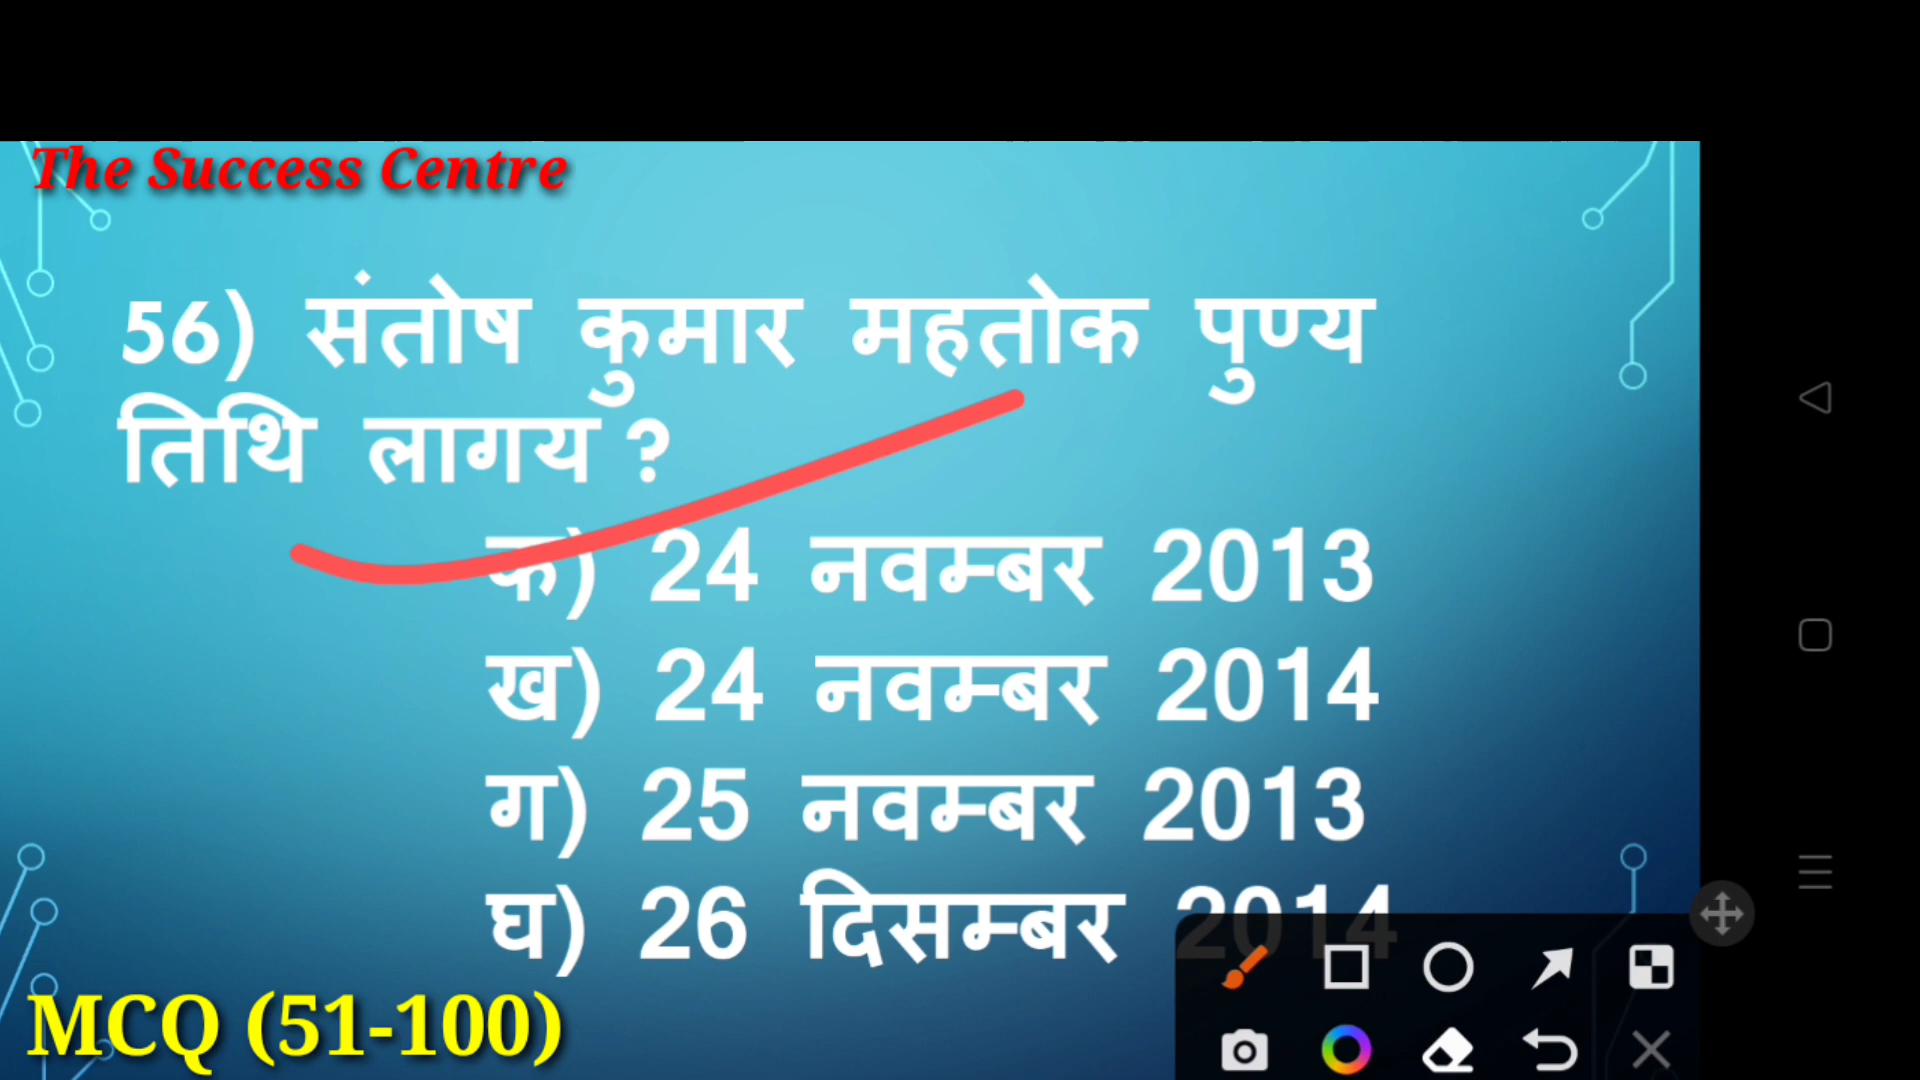 The Success Centre
56) संतोष कुमार महतोक पुण्य
तिथि लागय ?
क) 24 नवम्बर 2013
ख) 24 नवम्बर 2014
ग) 25 नवम्बर 2013
घ) 26 दिसम्बर 2014
MCQ (51-100)